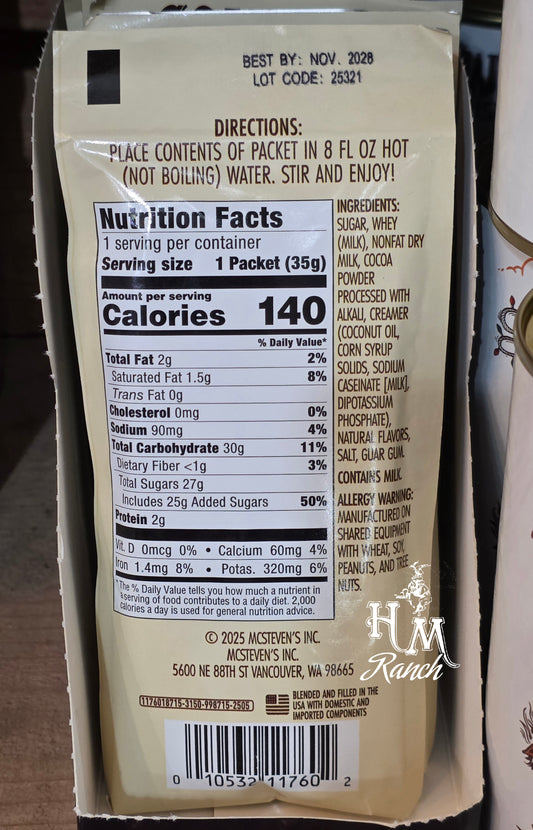 BEST BY: NOV. 2028
LOT CODE: 25321
DIRECTIONS:
PLACE CONTENTS OF PACKET IN 8 FL OZ HOT
(NOT BOILING) WATER. STIR AND ENJOY!
Nutrition Facts
1 serving per container
Serving size 1 Packet (35g)
Amount per serving
Calories 140
% Daily Value*
Total Fat 2g 2%
Saturated Fat 1.5g 8%
Trans Fat 0g
Cholesterol 0mg 0%
Sodium 90mg 4%
Total Carbohydrate 30g 11%
Dietary Fiber <1g 3%
Total Sugars 27g
Includes 25g Added Sugars 50%
Protein 2g
Vit. D 0mcg 0% • Calcium 60mg 4%
Iron 1.4mg 8% • Potas. 320mg 6%
*The % Daily Value tells you how much a nutrient in
a serving of food contributes to a daily diet. 2,000
calories a day is used for general nutrition advice.
INGREDIENTS:
SUGAR, WHEY
(MILK), NONFAT DRY
MILK, COCOA
POWDER
PROCESSED WITH
ALKALI, CREAMER
(COCONUT OIL,
CORN SYRUP
SOLIDS, SODIUM
CASEINATE [MILK],
DIPOTASSIUM
PHOSPHATE),
NATURAL FLAVORS,
SALT, GUAR GUM.
CONTAINS MILK.
ALLERGY WARNING:
MANUFACTURED ON
SHARED EQUIPMENT
WITH WHEAT, SOY,
PEANUTS, AND TREE
NUTS.
HM
Ranch
© 2025 MCSTEVEN'S INC.
MCSTEVEN'S INC.
5600 NE 88TH ST VANCOUVER, WA 98665
1176018715-3150-998715-2505
BLENDED AND FILLED IN THE
USA WITH DOMESTIC AND
IMPORTED COMPONENTS
0 10532 11760 2